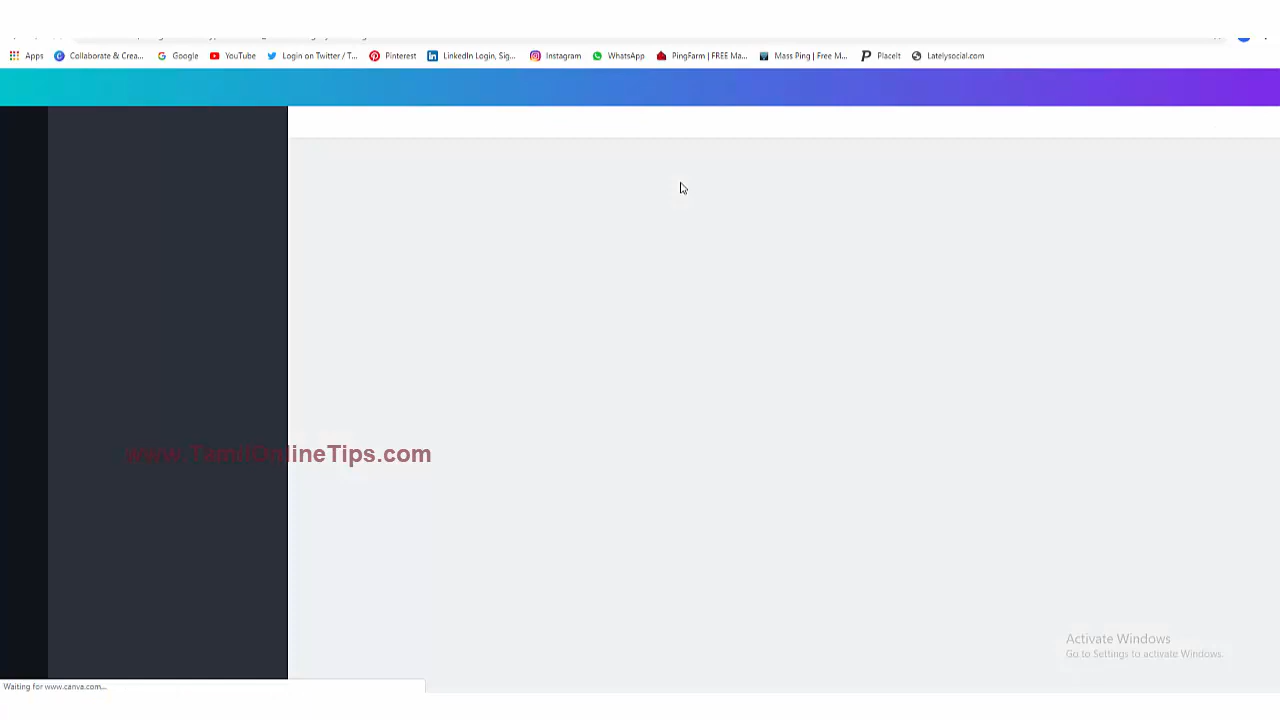 Apps Collaborate & Crea... Google YouTube Login on Twitter / T... Pinterest LinkedIn Login, Sig... Instagram WhatsApp PingFarm | FREE Ma... Mass Ping | Free M... PlaceIt Latelysocial.com
www.TamilOnlineTips.com
Activate Windows
Go to Settings to activate Windows.
Waiting for www.canva.com...